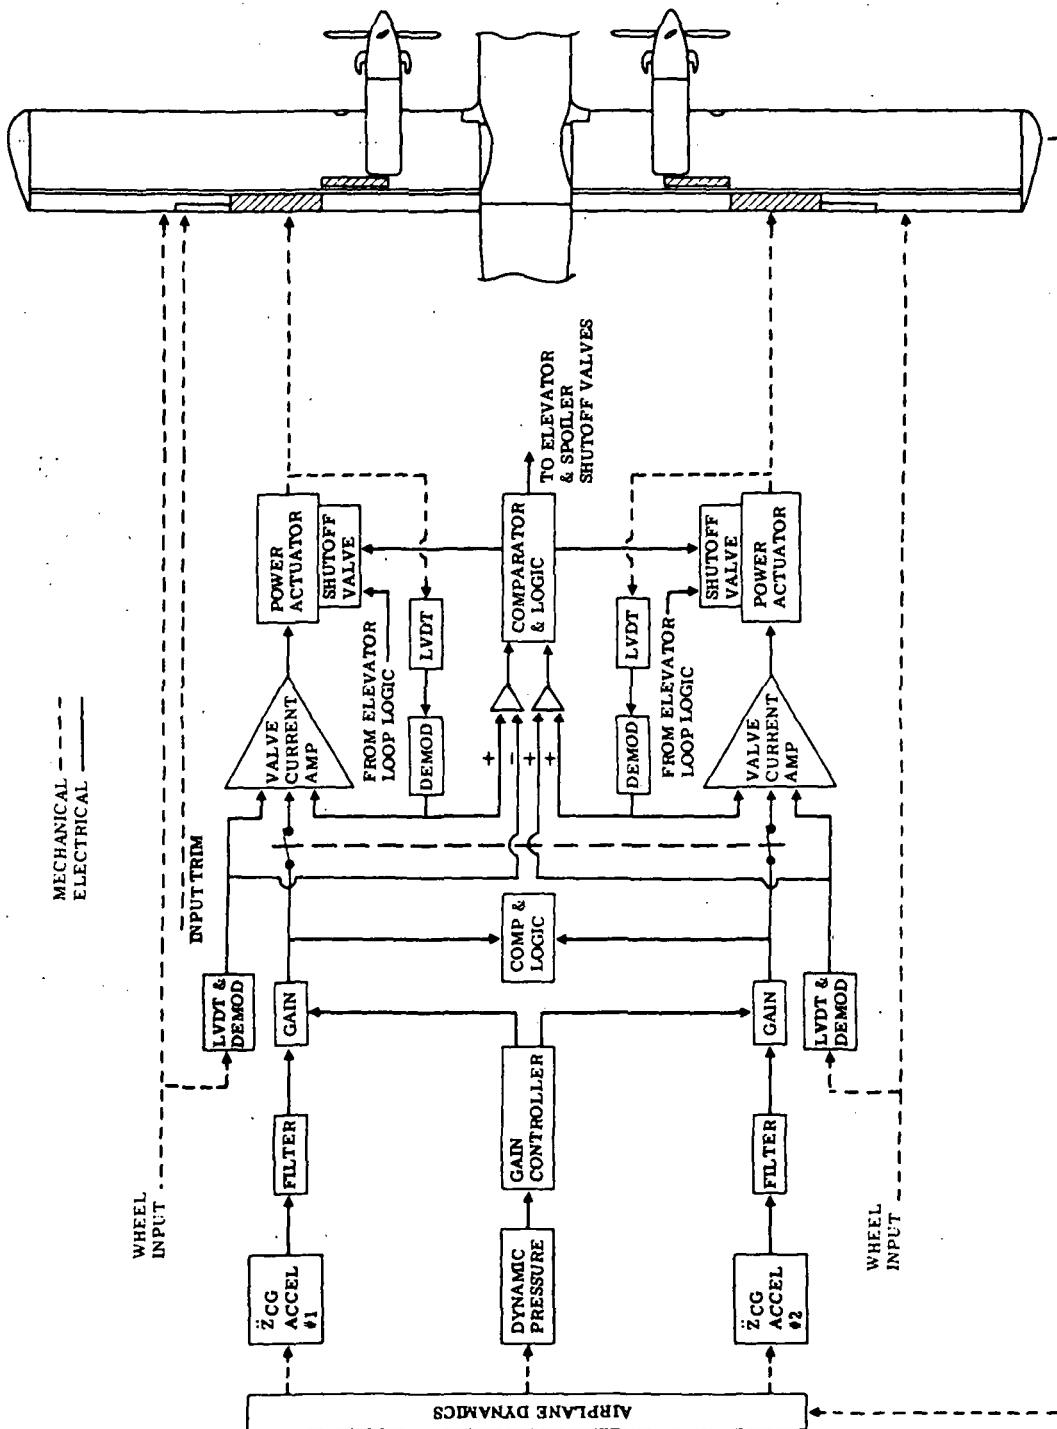 MECHANICAL
ELECTRICAL
INPUT TRIM
WHEEL
INPUT
LVDT &
DEMOD
Z̈CG
ACCEL
#1
FILTER
GAIN
VALVE
CURRENT
AMP
POWER
ACTUATOR
SHUTOFF
VALVE
FROM ELEVATOR
LOOP LOGIC
LVDT
DEMOD
AIRPLANE DYNAMICS
DYNAMIC
PRESSURE
GAIN
CONTROLLER
COMP &
LOGIC
+
-
+
+
COMPARATOR
& LOGIC
TO ELEVATOR
& SPOILER
SHUTOFF VALVES
DEMOD
LVDT
FROM ELEVATOR
LOOP LOGIC
SHUTOFF
VALVE
POWER
ACTUATOR
VALVE
CURRENT
AMP
Z̈CG
ACCEL
#2
FILTER
GAIN
LVDT &
DEMOD
WHEEL
INPUT